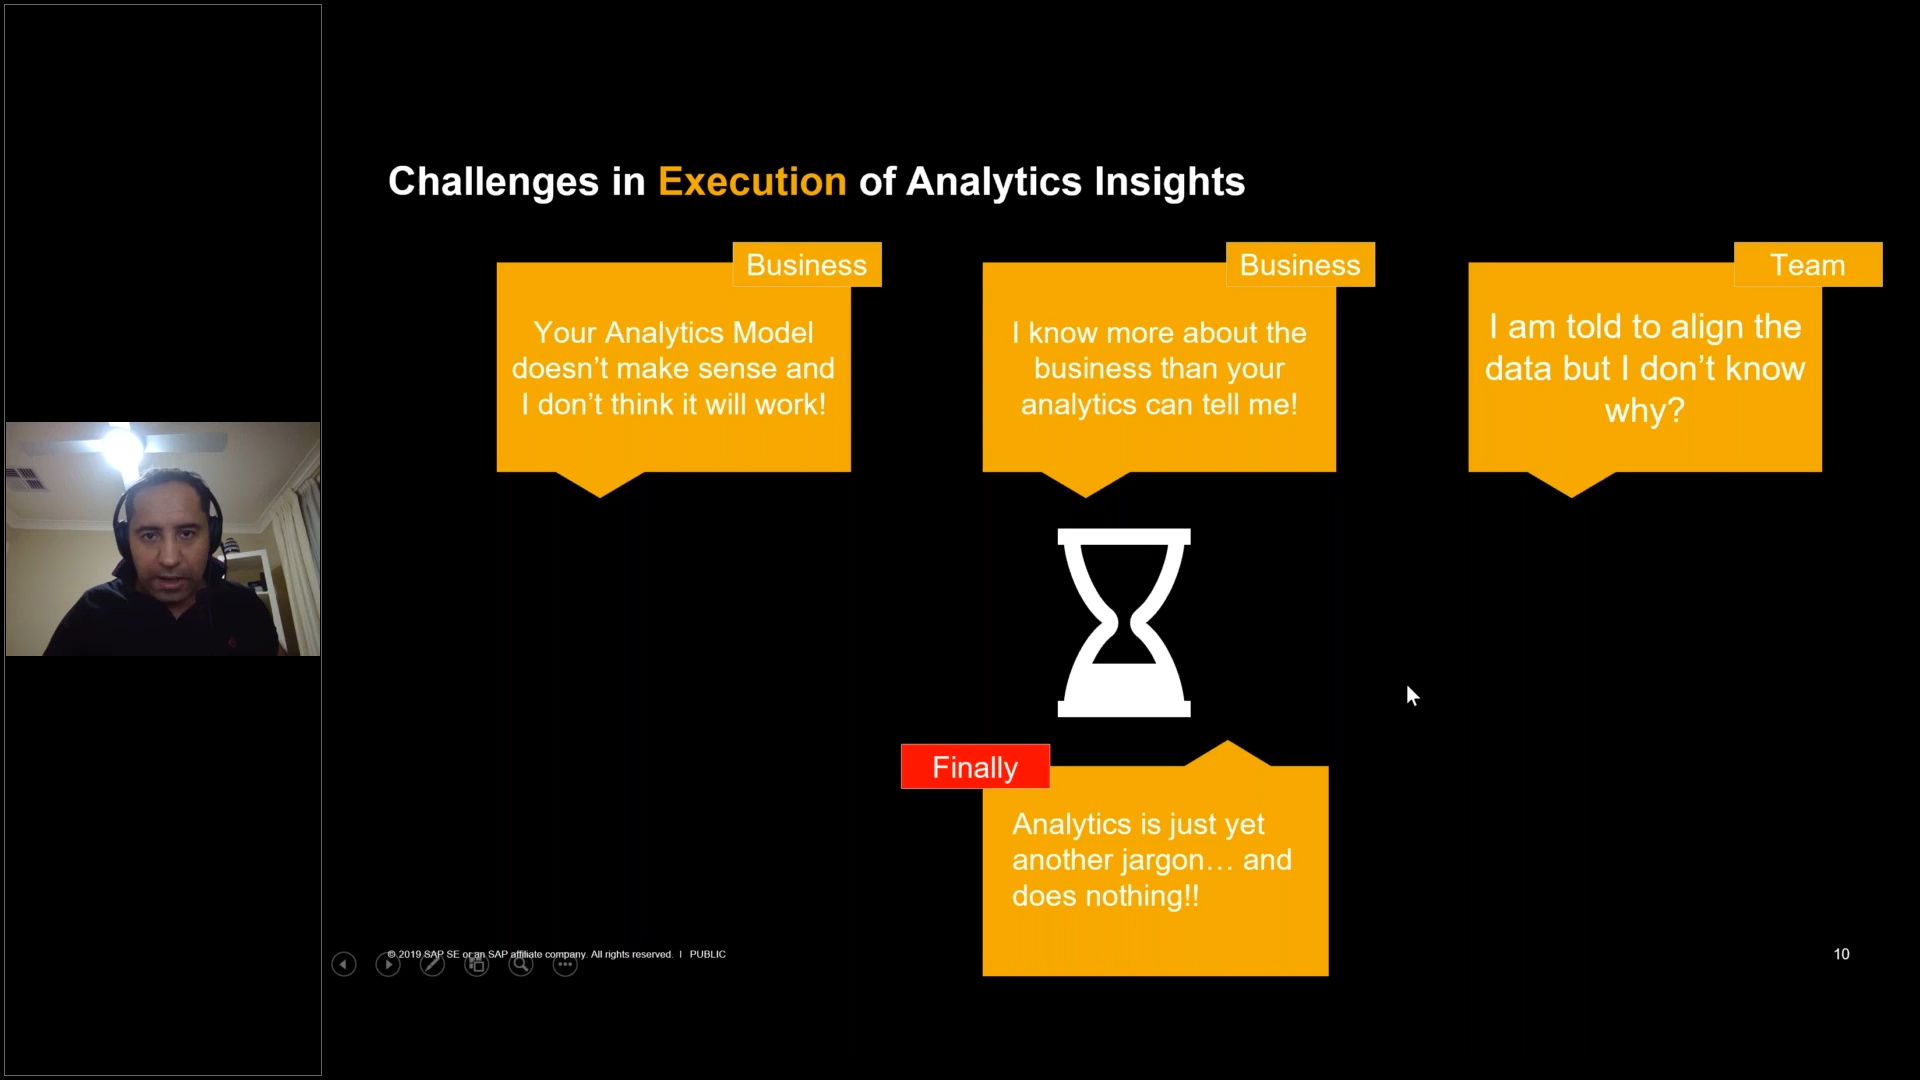 Challenges in Execution of Analytics Insights
Business
Your Analytics Model
doesn’t make sense and
I don’t think it will work!
Business
I know more about the
business than your
analytics can tell me!
Team
I am told to align the
data but I don’t know
why?
Finally
Analytics is just yet
another jargon… and
does nothing!!
© 2019 SAP SE or an SAP affiliate company. All rights reserved. I PUBLIC
10